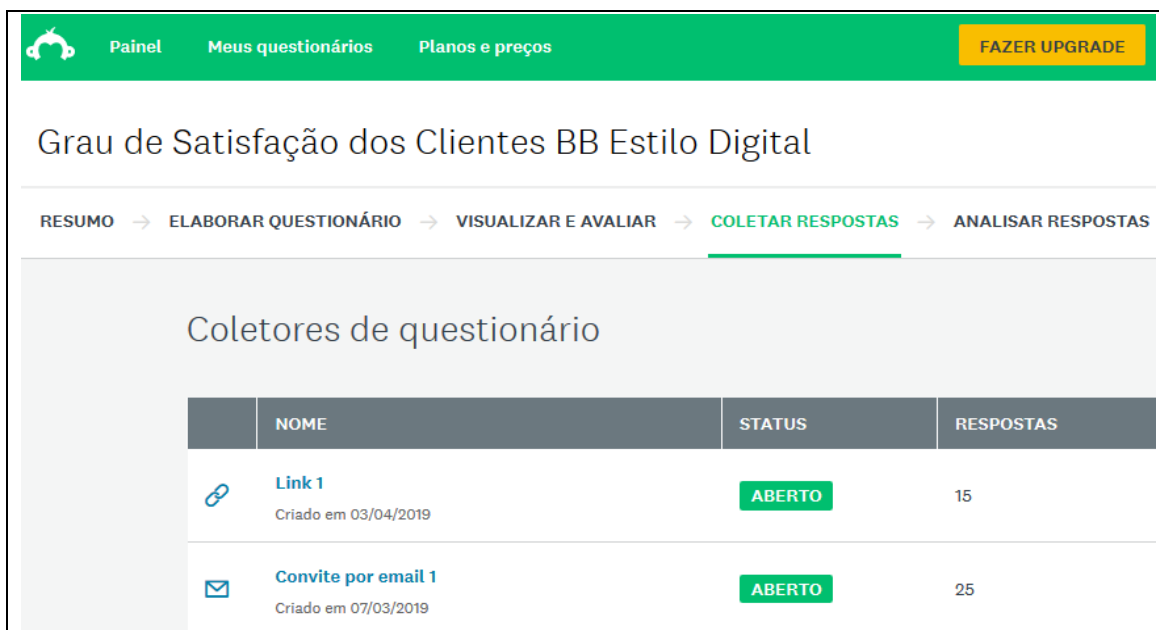 Painel Meus questionários Planos e preços FAZER UPGRADE
Grau de Satisfação dos Clientes BB Estilo Digital
RESUMO → ELABORAR QUESTIONÁRIO → VISUALIZAR E AVALIAR → COLETAR RESPOSTAS → ANALISAR RESPOSTAS
Coletores de questionário
NOME STATUS RESPOSTAS
Link 1
ABERTO 15
Criado em 03/04/2019
Convite por email 1
ABERTO 25
Criado em 07/03/2019